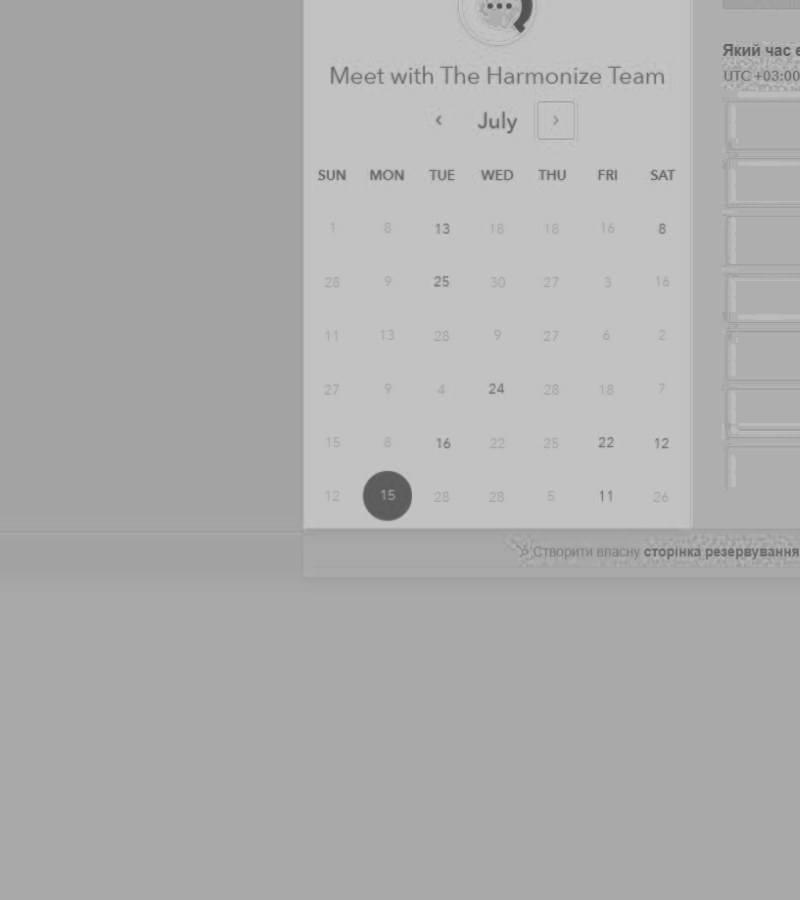 Meet with The Harmonize Team
July
SUN MON TUE WED THU FRI SAT
1 8 13 18 18 16 8
28 9 25 30 27 3 16
11 13 28 9 27 6 2
27 9 4 24 28 18 7
15 8 16 22 25 22 12
12 15 28 28 5 11 26
Який час
UTC +03:00
Створити власну сторінка резервування